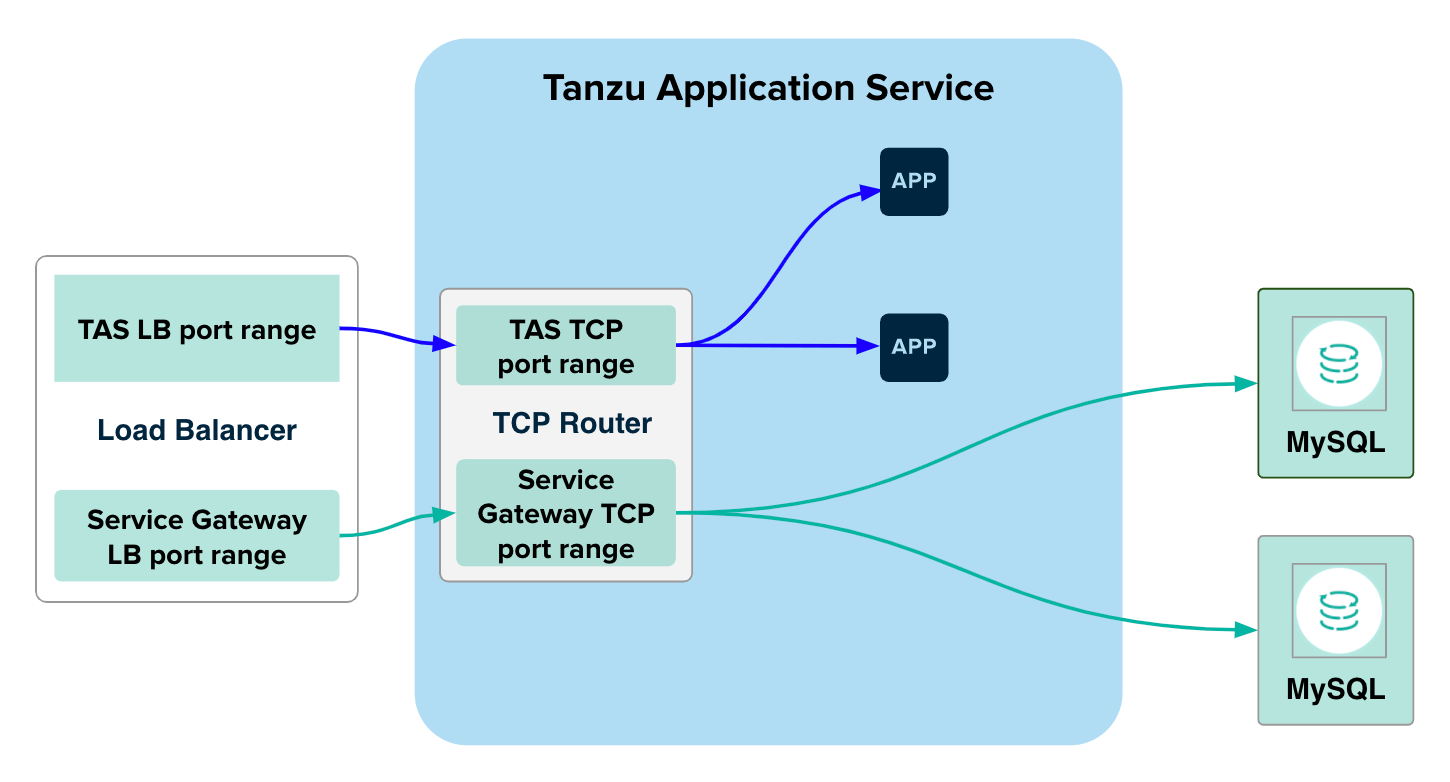 Tanzu Application Service
APP
TAS LB port range
Load Balancer
Service Gateway
LB port range
TAS TCP
port range
TCP Router
Service
Gateway TCP
port range
APP
MySQL
MySQL